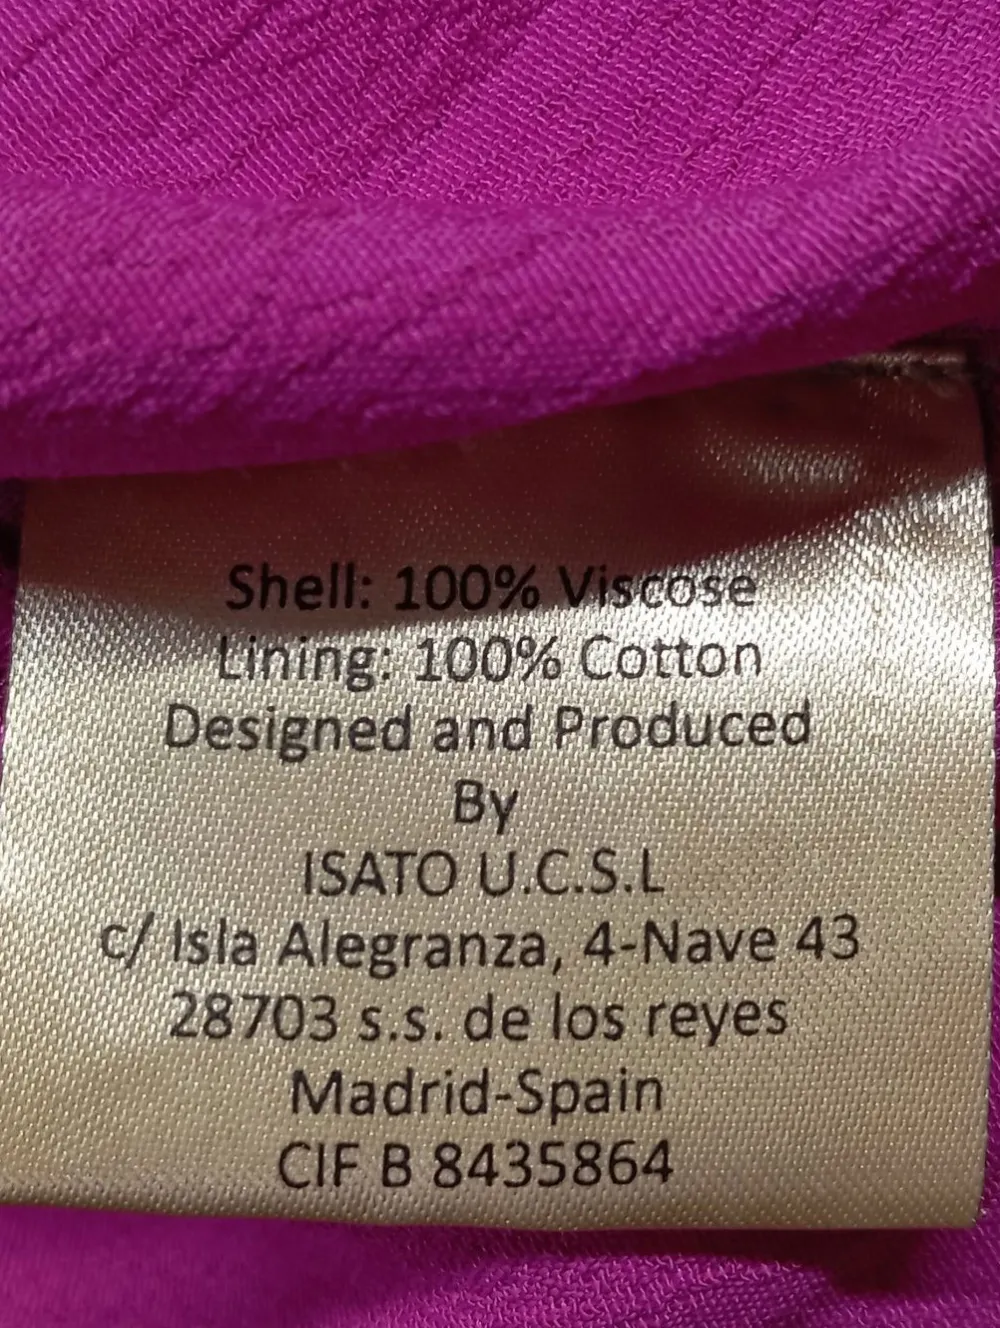 Shell: 100% Viscose
Lining: 100% Cotton
Designed and Produced
By
ISATO U.C.S.L
c/ Isla Alegranza, 4-Nave 43
28703 s.s. de los reyes
Madrid-Spain
CIF B 8435864